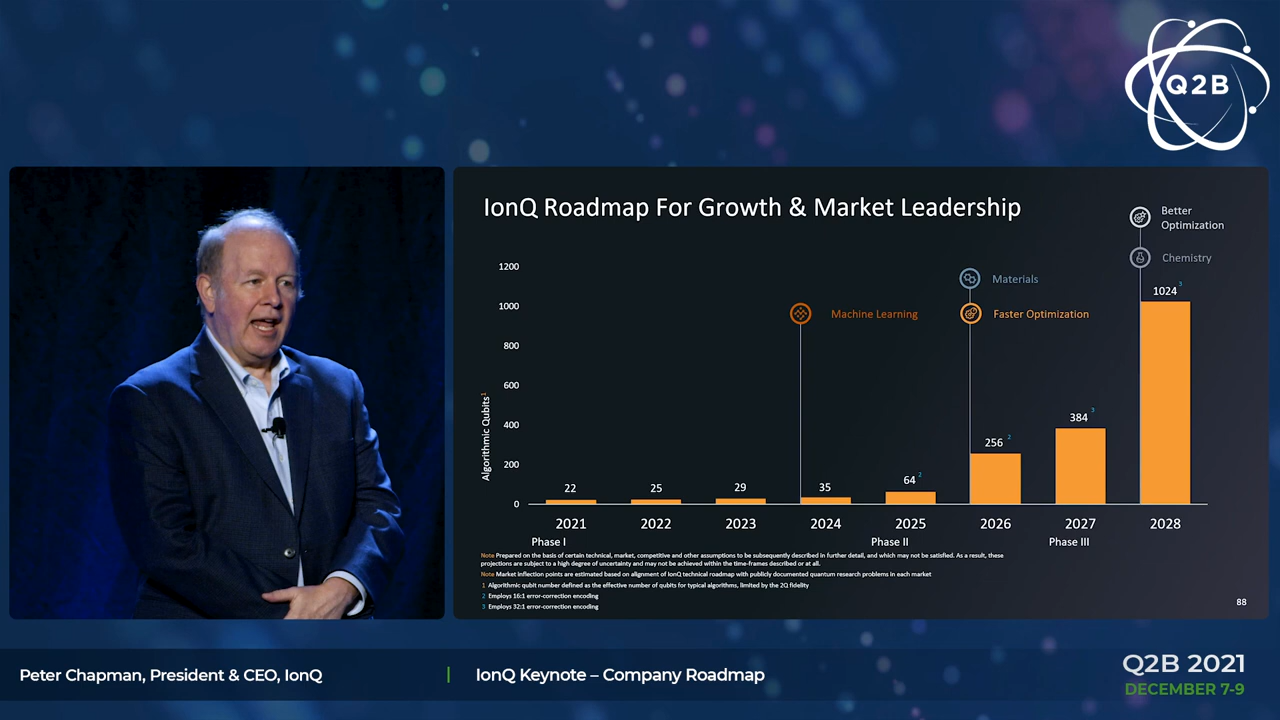 Q2B
IonQ Roadmap For Growth & Market Leadership
Better
Optimization
Chemistry
Materials
Machine Learning
Faster Optimization
1200
1000
800
600
400
200
0
Algorithmic Qubits¹
22
25
29
35
64 ²
256 ²
384 ³
1024 ³
2021
2022
2023
2024
2025
2026
2027
2028
Phase I
Phase II
Phase III
Note Prepared on the basis of certain technical, market, competitive and other assumptions to be subsequently described in further detail, and which may not be satisfied. As a result, these
projections are subject to a high degree of uncertainty and may not be achieved within the time-frames described or at all.
Note Market inflection points are estimated based on alignment of IonQ technical roadmap with publicly documented quantum research problems in each market
1 Algorithmic qubit number defined as the effective number of qubits for typical algorithms, limited by the 2Q fidelity
2 Employs 16:1 error-correction encoding
3 Employs 32:1 error-correction encoding
88
Peter Chapman, President & CEO, IonQ
IonQ Keynote – Company Roadmap
Q2B 2021
DECEMBER 7-9